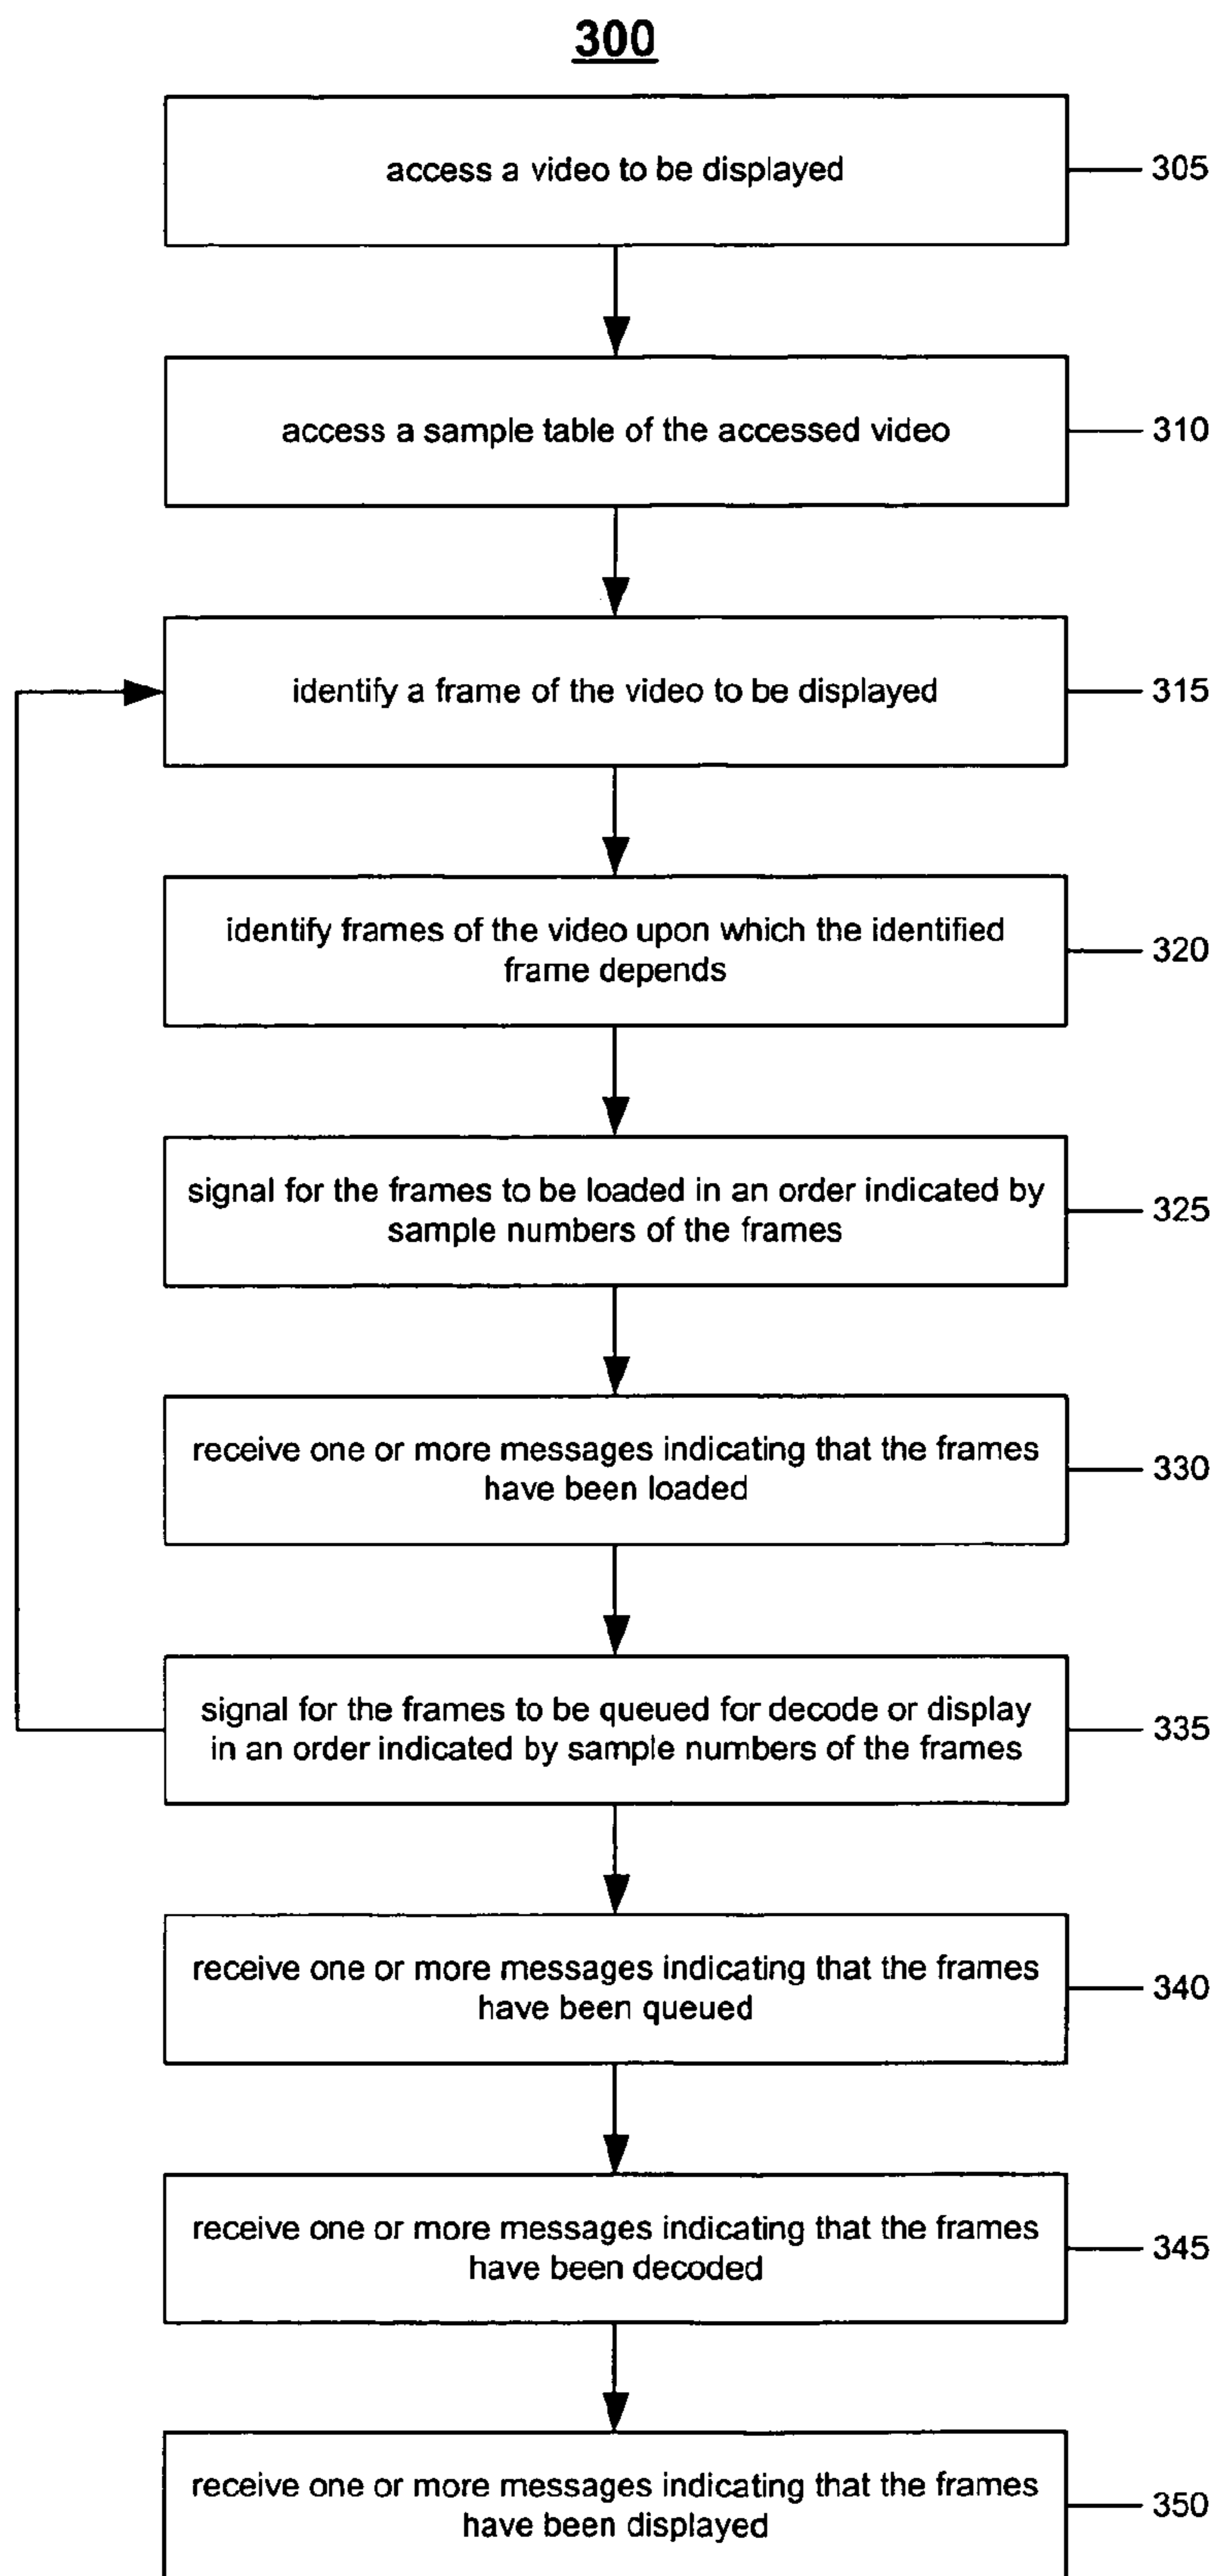 300
access a video to be displayed
305
access a sample table of the accessed video
310
identify a frame of the video to be displayed
315
identify frames of the video upon which the identified
frame depends
320
signal for the frames to be loaded in an order indicated by
sample numbers of the frames
325
receive one or more messages indicating that the frames
have been loaded
330
signal for the frames to be queued for decode or display
in an order indicated by sample numbers of the frames
335
receive one or more messages indicating that the frames
have been queued
340
receive one or more messages indicating that the frames
have been decoded
345
receive one or more messages indicating that the frames
have been displayed
350